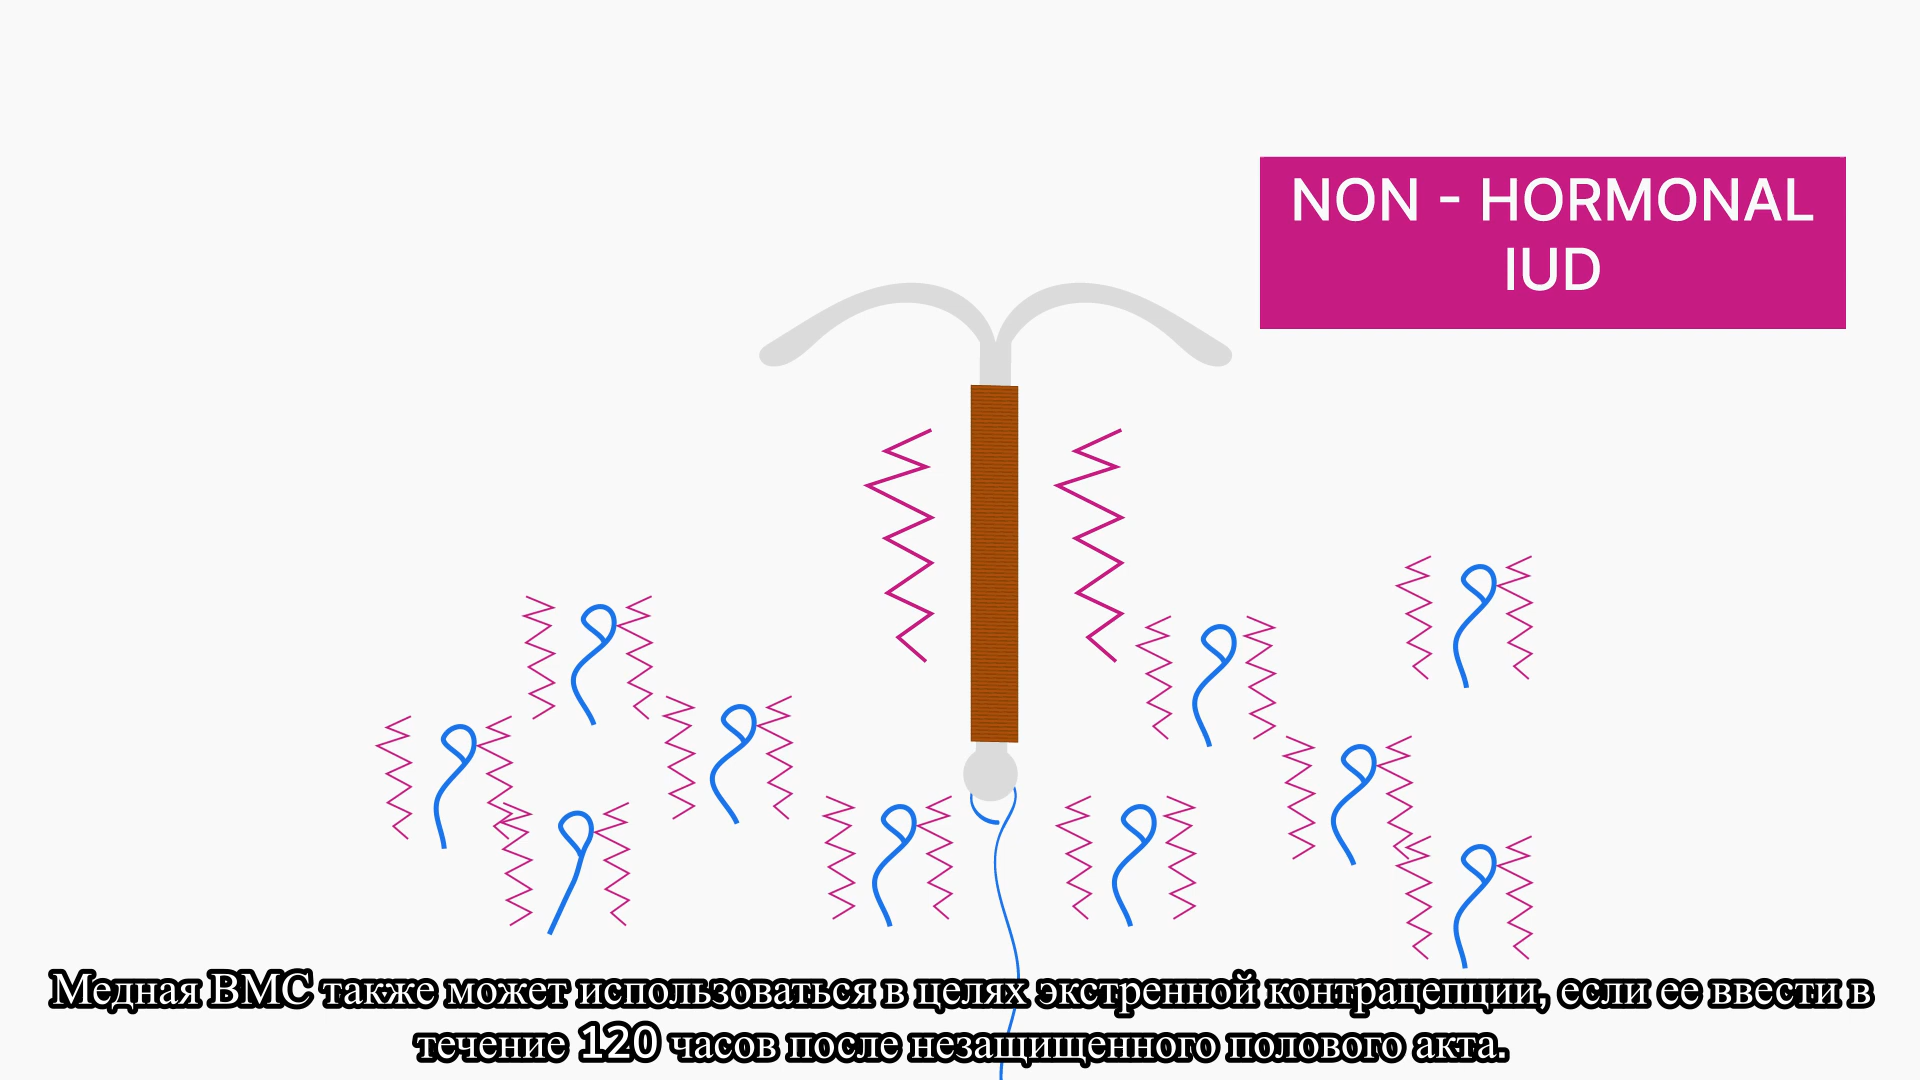 NON - HORMONAL
IUD
Медная ВМС также может использоваться в целях экстренной контрацепции, если ее ввести в
течение 120 часов после незащищенного полового акта.